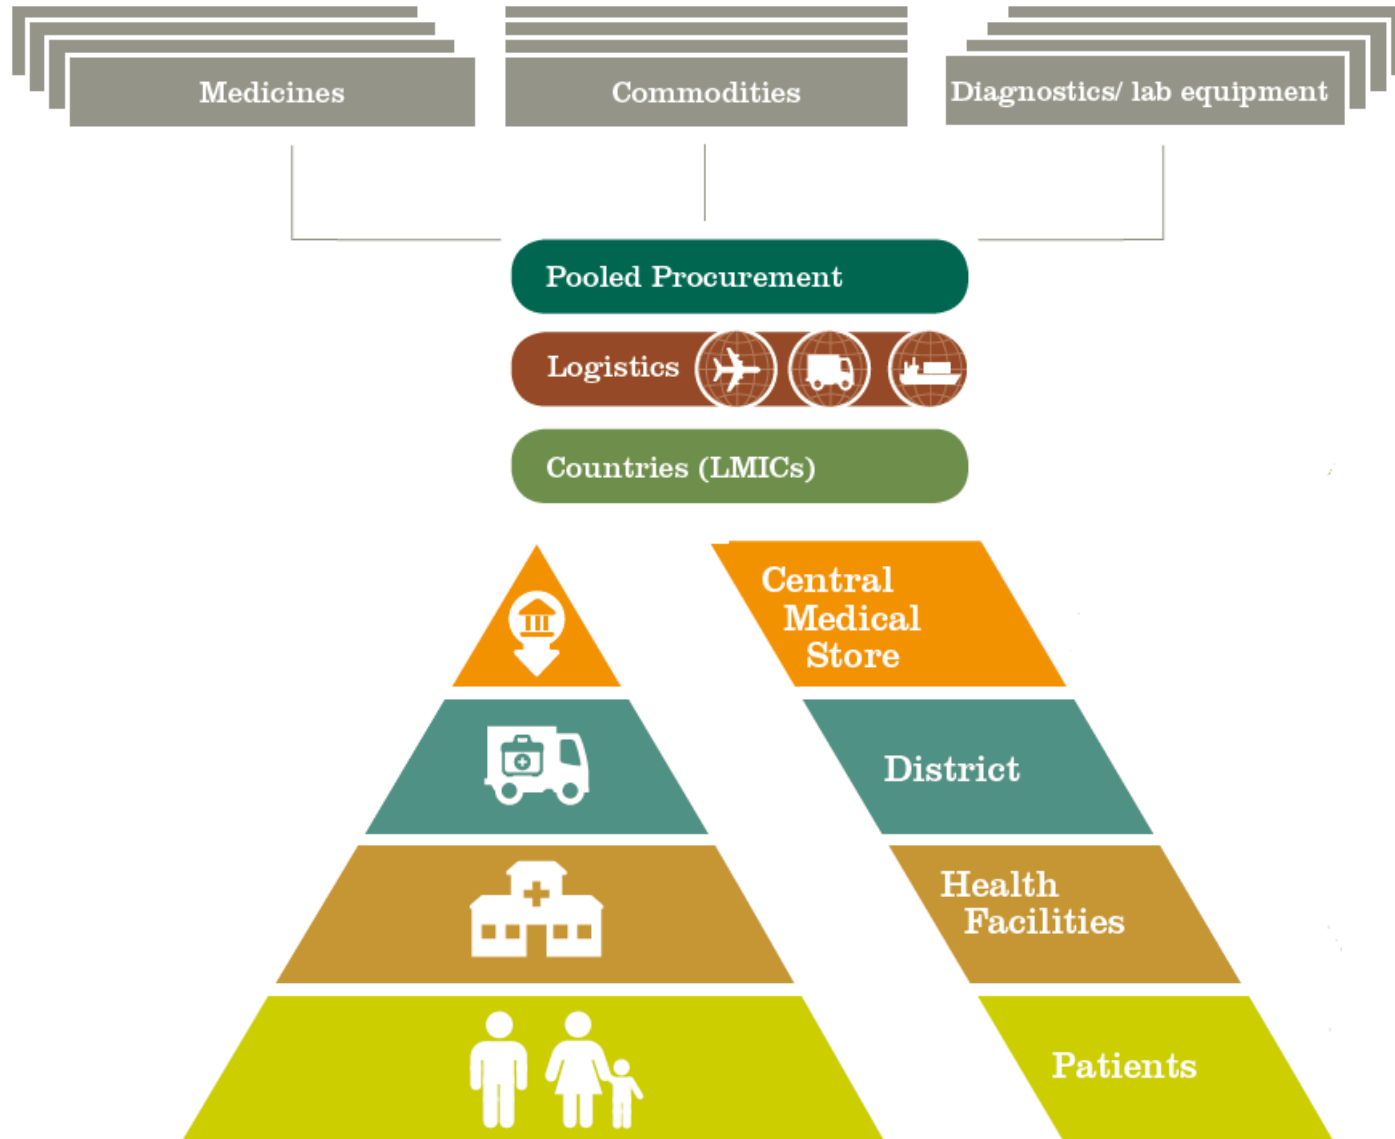 Medicines
Commodities
Diagnostics/ lab equipment
Pooled Procurement
Logistics
Countries (LMICs)
Central
Medical
Store
District
Health
Facilities
Patients